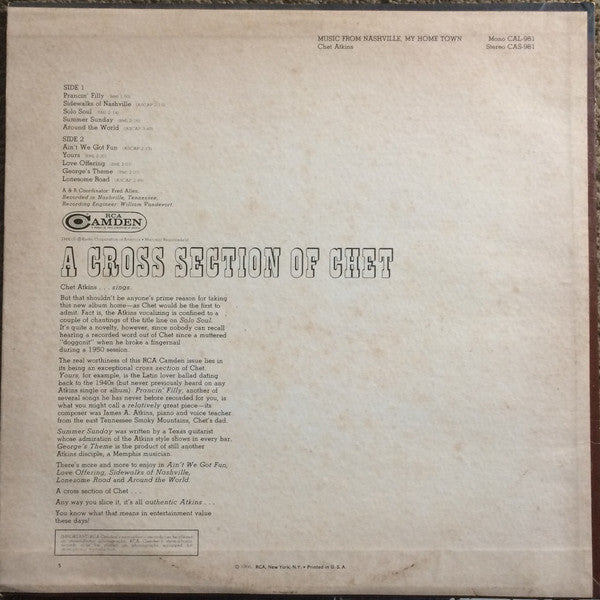 MUSIC FROM NASHVILLE, MY HOME TOWN
Chet Atkins
Mono CAL-981
Stereo CAS-981
SIDE 1
Prancin' Filly
Sidewalks of Nashville
Solo Soul
Summer Sunday
Around the World
SIDE 2
Ain't We Got Fun
Yours
Love Offering
George's Theme
Lonesome Road
A & R Coordinator: Fred Allen
Recorded in Nashville, Tennessee.
Recording Engineer: William Vandevort.
RCA
CAMDEN
A CROSS SECTION OF CHET
Chet Atkins . . . sings.
But that shouldn't be anyone's prime reason for taking
this new album home—as Chet would be the first to
admit. Fact is, the Atkins vocalizing is confined to a
couple of chantings of the title line on Solo Soul.
It's quite a novelty, however, since nobody can recall
hearing a recorded word out of Chet since a muttered
"doggonit" when he broke a fingernail
during a 1950 session.
The real worthiness of this RCA Camden issue lies in
its being an exceptional cross section of Chet.
Yours, for example, is the Latin lover ballad dating
back to the 1940s (but never previously heard on any
Atkins single or album). Prancin' Filly, another of
several songs he has never before recorded for you, is
what you might call a relatively great piece—its
composer was James A. Atkins, piano and voice teacher
from the east Tennessee Smoky Mountains, Chet's dad.
Summer Sunday was written by a Texas guitarist
whose admiration of the Atkins style shows in every bar.
George's Theme is the product of still another
Atkins disciple, a Memphis musician.
There's more and more to enjoy in Ain't We Got Fun,
Love Offering, Sidewalks of Nashville,
Lonesome Road and Around the World.
A cross section of Chet . . .
Any way you slice it, it's all authentic Atkins . . .
You know what that means in entertainment value
these days!
5
RCA, New York, N.Y. • Printed in U.S.A.